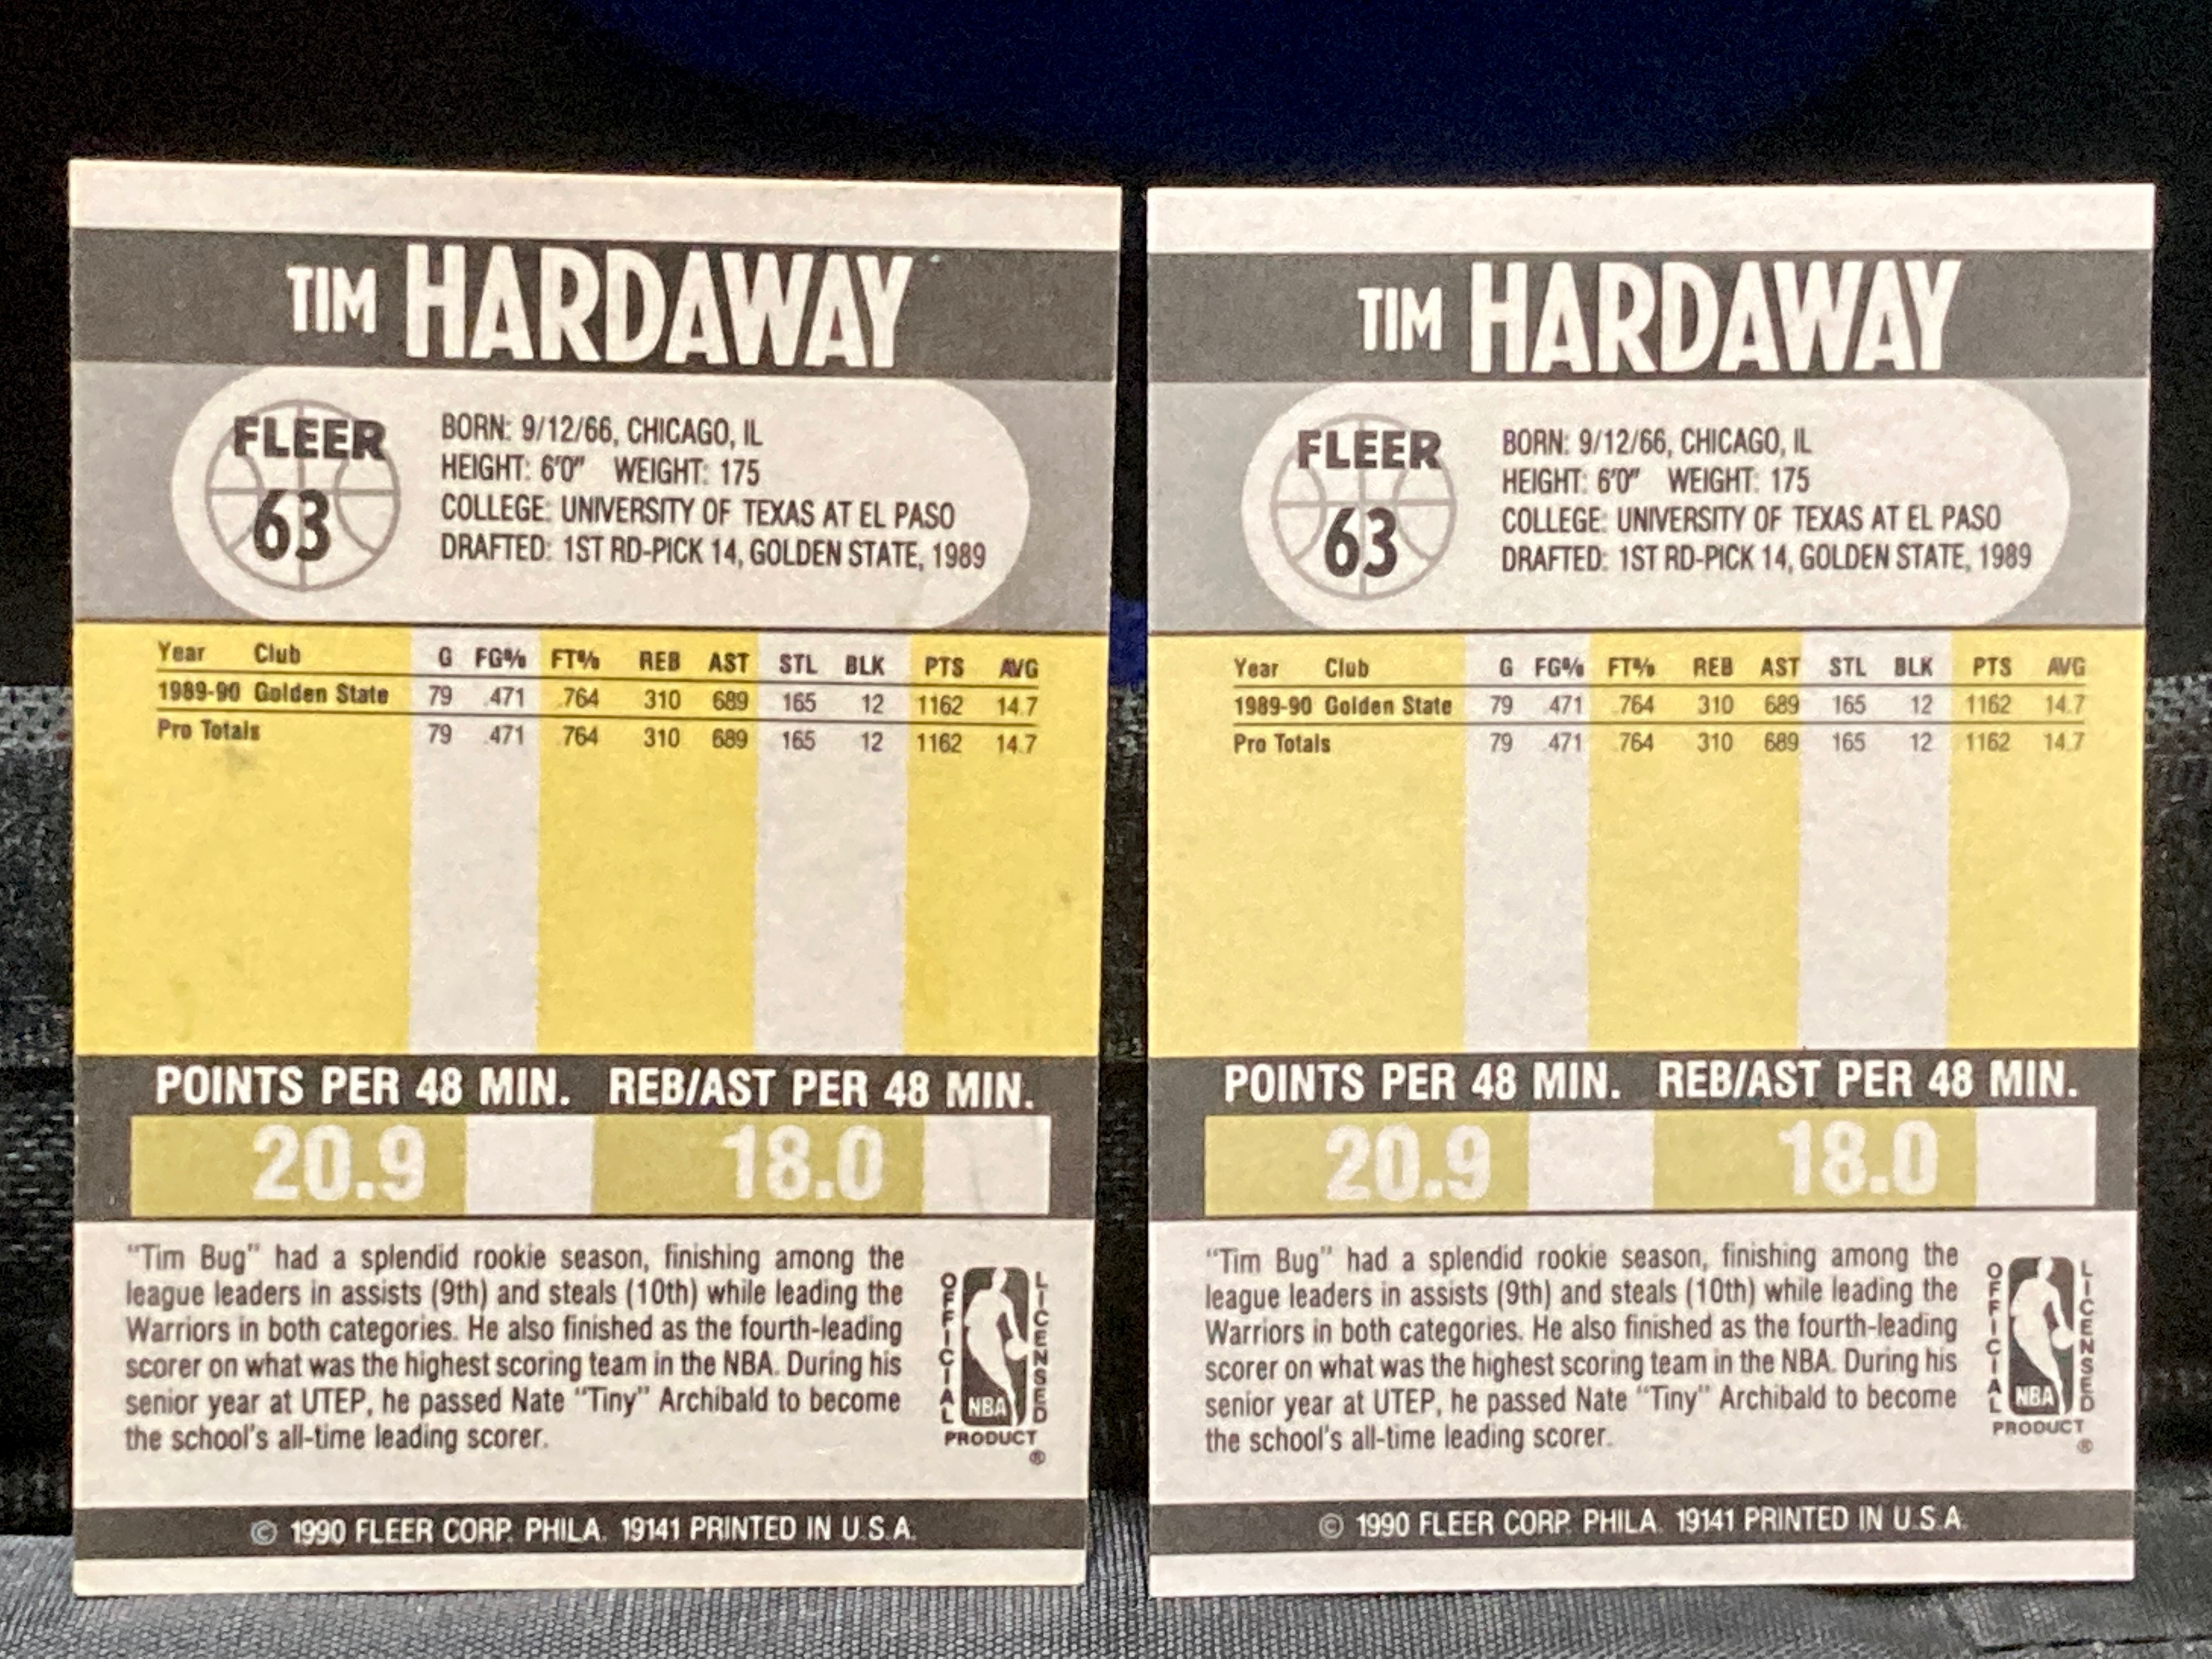 TIM HARDAWAY
FLEER
63
BORN: 9/12/66, CHICAGO, IL
HEIGHT: 6'0" WEIGHT: 175
COLLEGE: UNIVERSITY OF TEXAS AT EL PASO
DRAFTED: 1ST RD-PICK 14, GOLDEN STATE, 1989
Year Club G FG% FT% REB AST STL BLK PTS AVG
1989-90 Golden State 79 .471 .764 310 689 165 12 1162 14.7
Pro Totals 79 .471 .764 310 689 165 12 1162 14.7
POINTS PER 48 MIN. REB/AST PER 48 MIN.
20.9 18.0
"Tim Bug" had a splendid rookie season, finishing among the
league leaders in assists (9th) and steals (10th) while leading the
Warriors in both categories. He also finished as the fourth-leading
scorer on what was the highest scoring team in the NBA. During his
senior year at UTEP, he passed Nate "Tiny" Archibald to become
the school's all-time leading scorer.
OFFICIAL
NBA
LICENSED
PRODUCT
®
© 1990 FLEER CORP. PHILA. 19141 PRINTED IN U.S.A.
TIM HARDAWAY
FLEER
63
BORN: 9/12/66, CHICAGO, IL
HEIGHT: 6'0" WEIGHT: 175
COLLEGE: UNIVERSITY OF TEXAS AT EL PASO
DRAFTED: 1ST RD-PICK 14, GOLDEN STATE, 1989
Year Club G FG% FT% REB AST STL BLK PTS AVG
1989-90 Golden State 79 .471 .764 310 689 165 12 1162 14.7
Pro Totals 79 .471 .764 310 689 165 12 1162 14.7
POINTS PER 48 MIN. REB/AST PER 48 MIN.
20.9 18.0
"Tim Bug" had a splendid rookie season, finishing among the
league leaders in assists (9th) and steals (10th) while leading the
Warriors in both categories. He also finished as the fourth-leading
scorer on what was the highest scoring team in the NBA. During his
senior year at UTEP, he passed Nate "Tiny" Archibald to become
the school's all-time leading scorer.
OFFICIAL
NBA
LICENSED
PRODUCT
®
© 1990 FLEER CORP. PHILA. 19141 PRINTED IN U.S.A.